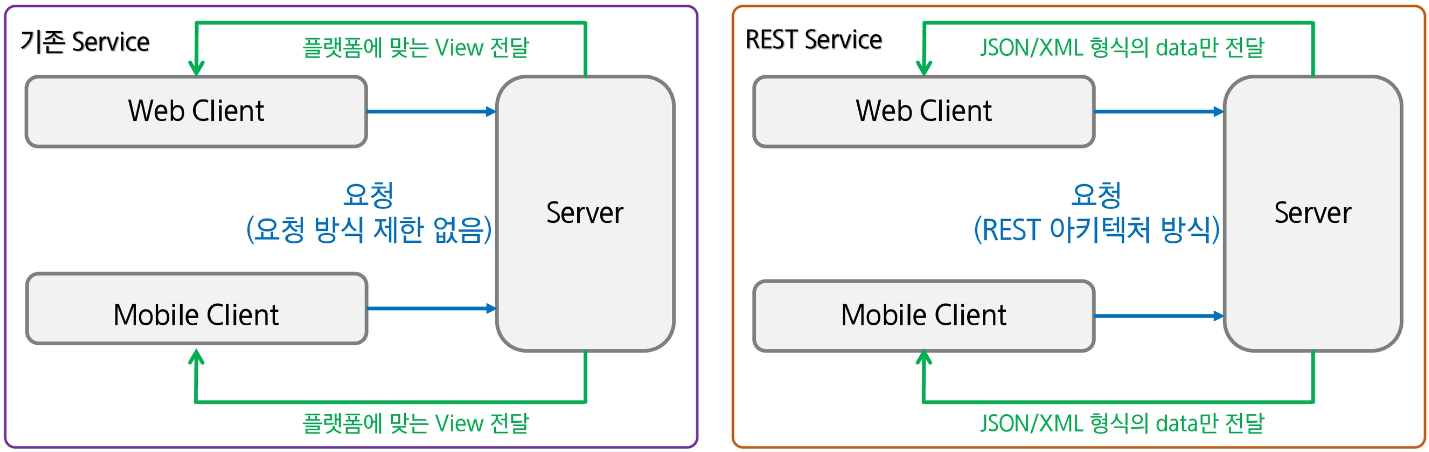 기존 Service
플랫폼에 맞는 View 전달
Web Client
요청
(요청 방식 제한 없음)
Server
Mobile Client
플랫폼에 맞는 View 전달
REST Service
JSON/XML 형식의 data만 전달
Web Client
요청
(REST 아키텍처 방식)
Server
Mobile Client
JSON/XML 형식의 data만 전달